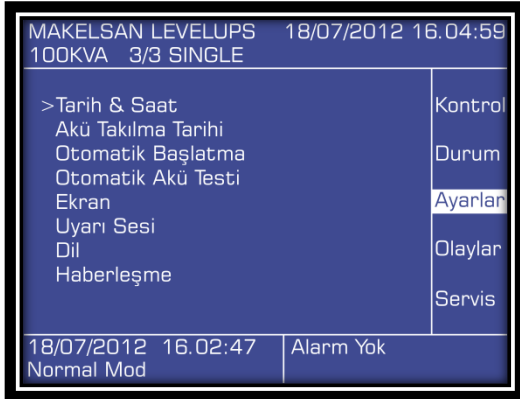 MAKELSAN LEVELUPS 18/07/2012 16.04:59
100KVA 3/3 SINGLE
>Tarih & Saat
Akü Takılma Tarihi
Otomatik Başlatma
Otomatik Akü Testi
Ekran
Uyarı Sesi
Dil
Haberleşme
Kontrol
Durum
Ayarlar
Olaylar
Servis
18/07/2012 16.02:47
Normal Mod
Alarm Yok